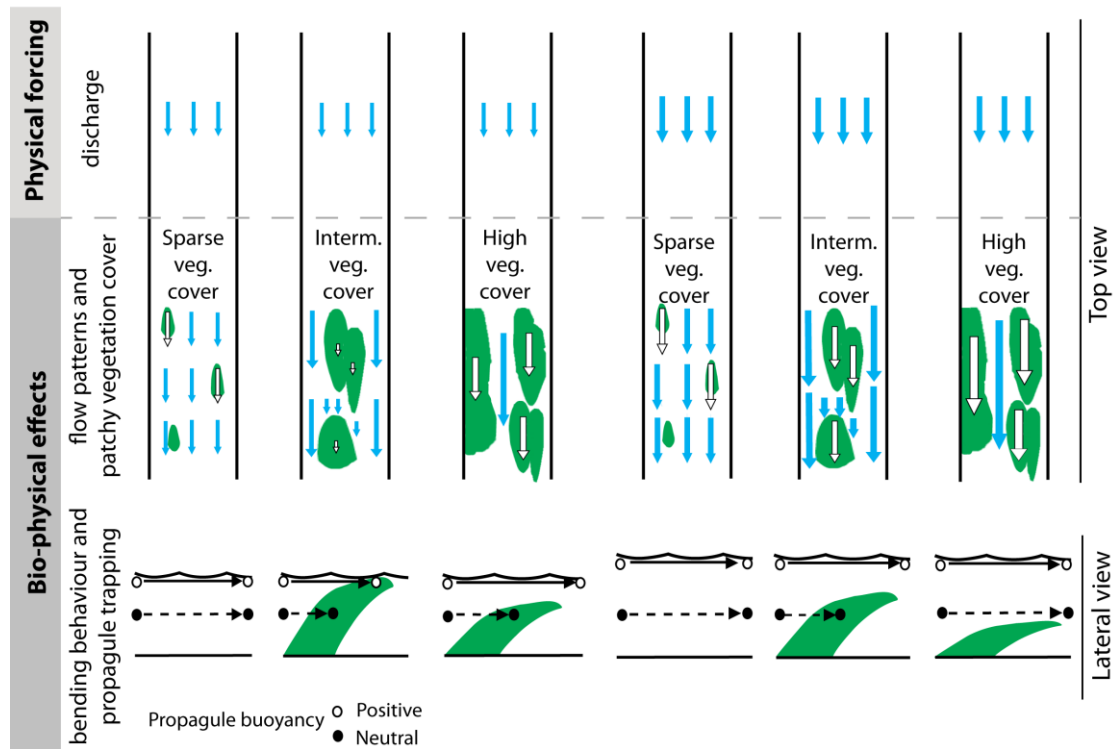 Physical forcing
discharge
Bio-physical effects
flow patterns and
patchy vegetation cover
Sparse
veg.
cover
Interm.
veg.
cover
High
veg.
cover
Sparse
veg.
cover
Interm.
veg.
cover
High
veg.
cover
Top view
bending behaviour and
propagule trapping
Lateral view
Propagule buoyancy
Positive
Neutral